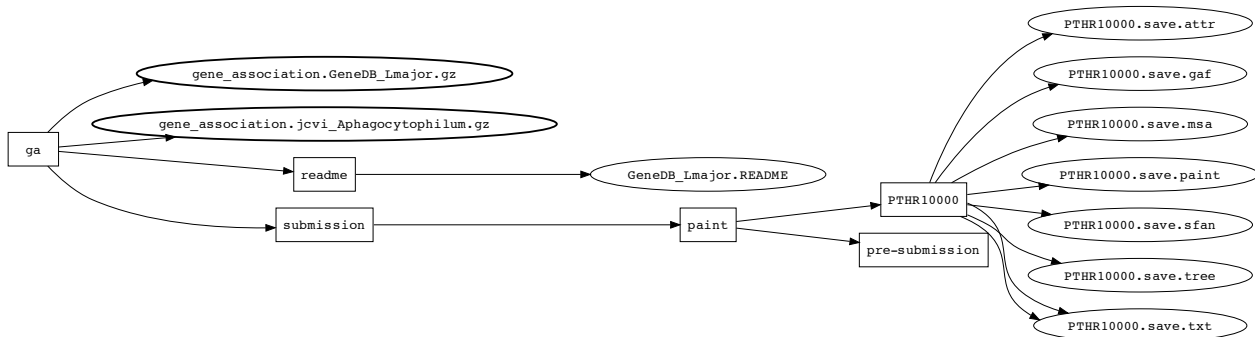 PTHR10000.save.attr
gene_association.GeneDB_Lmajor.gz
PTHR10000.save.gaf
gene_association.jcvi_Aphagocytophilum.gz
PTHR10000.save.msa
ga
readme
GeneDB_Lmajor.README
PTHR10000.save.paint
PTHR10000
submission
paint
PTHR10000.save.sfan
pre-submission
PTHR10000.save.tree
PTHR10000.save.txt